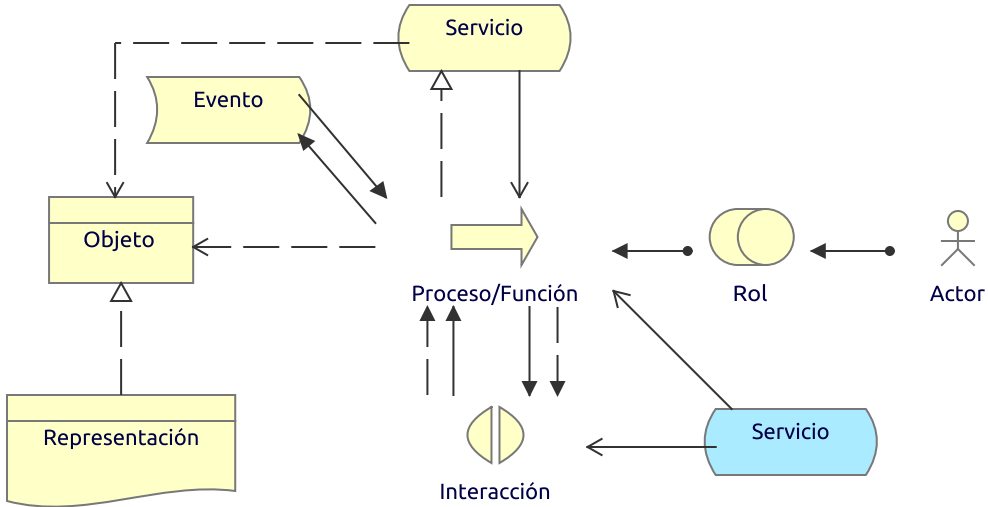 Servicio
Evento
Objeto
Proceso/Función
Rol
Actor
Representación
Servicio
Interacción